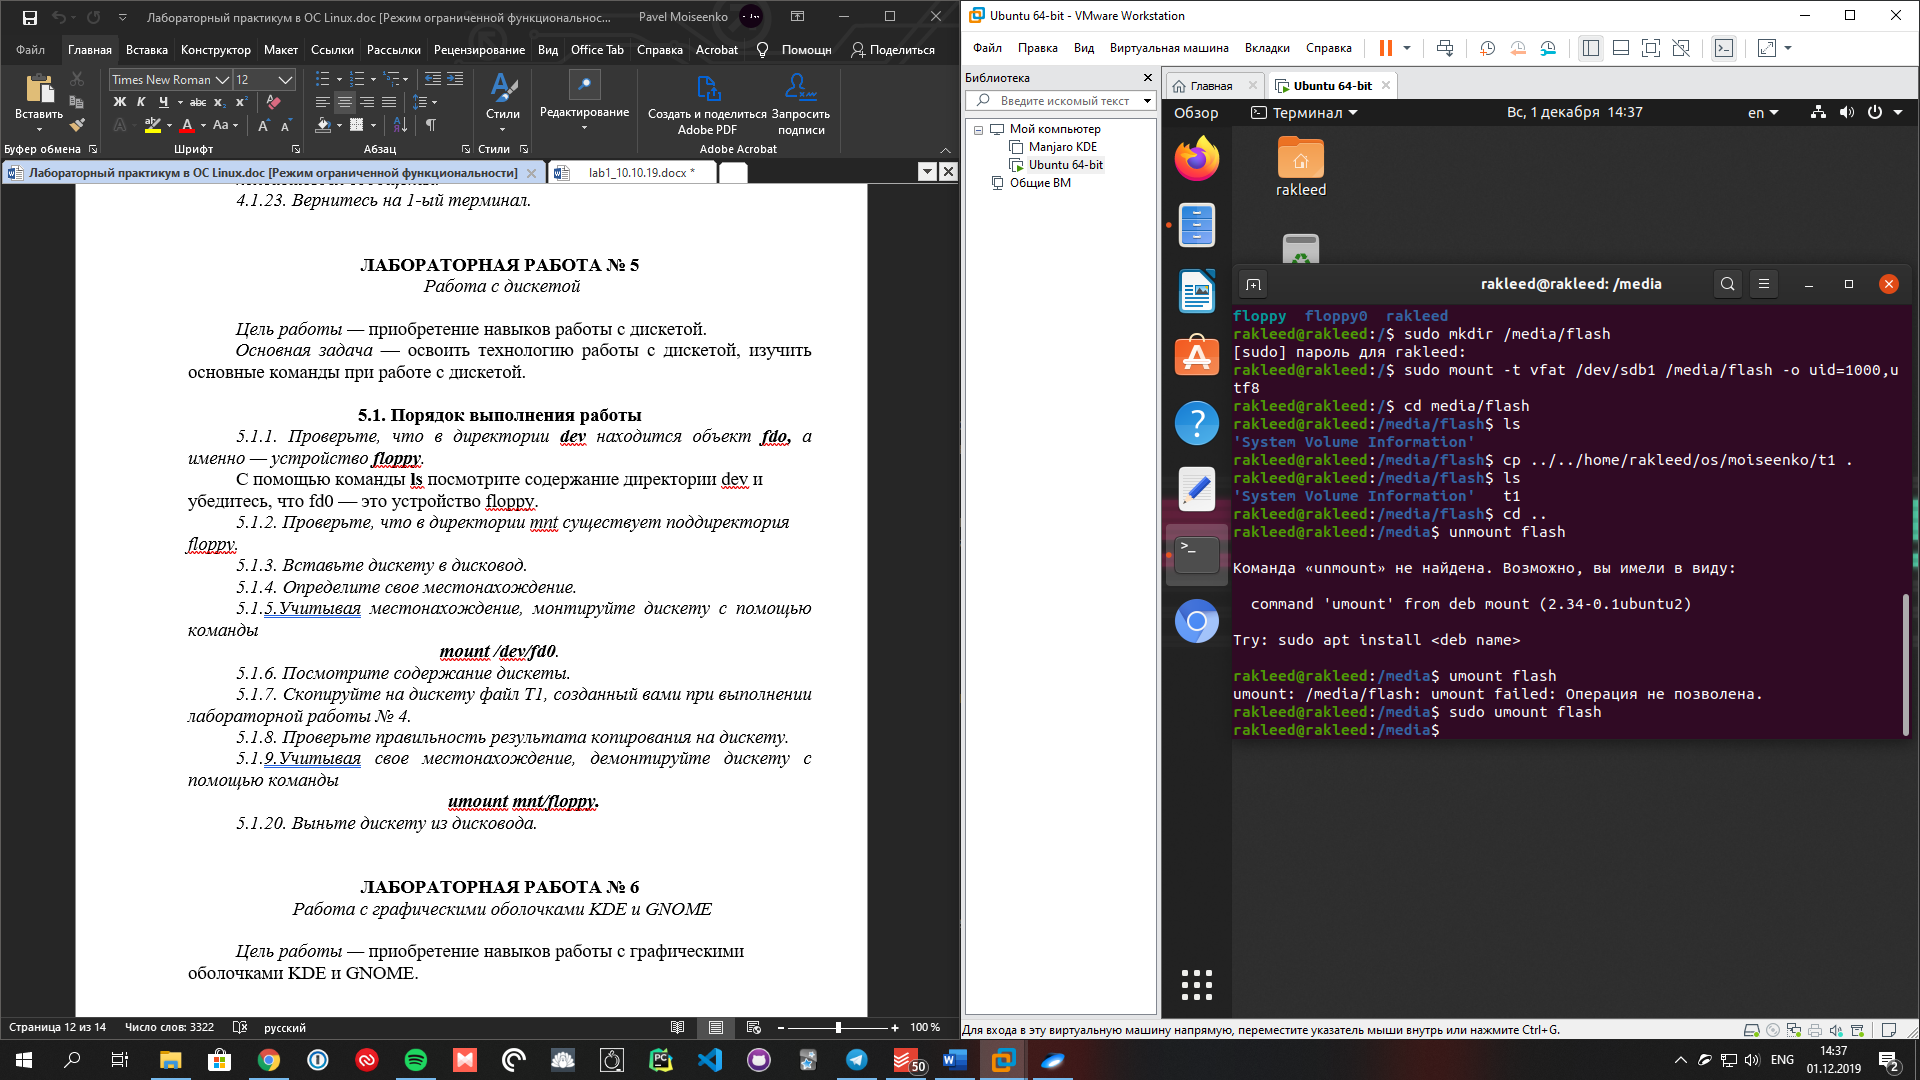 Лабораторный практикум в ОС Linux.doc [Режим ограниченной функциональнос...
Pavel Moiseenko
Файл Главная Вставка Конструктор Макет Ссылки Рассылки Рецензирование Вид Office Tab Справка Acrobat Помощн Поделиться
Times New Roman 12
Вставить
Ж К Ч abc x₂ x²
Aa
Буфер обмена
Шрифт
Абзац
Стили
Стили
Редактирование
Создать и поделиться Adobe PDF
Запросить подписи
Adobe Acrobat
Лабораторный практикум в ОС Linux.doc [Режим ограниченной функциональности]
lab1_10.10.19.docx *
4.1.23. Вернитесь на 1-ый терминал.
ЛАБОРАТОРНАЯ РАБОТА № 5
Работа с дискетой
Цель работы — приобретение навыков работы с дискетой.
Основная задача — освоить технологию работы с дискетой, изучить
основные команды при работе с дискетой.
5.1. Порядок выполнения работы
5.1.1. Проверьте, что в директории dev находится объект fdo, а
именно — устройство floppy.
С помощью команды ls посмотрите содержание директории dev и
убедитесь, что fd0 — это устройство floppy.
5.1.2. Проверьте, что в директории mnt существует поддиректория
floppy.
5.1.3. Вставьте дискету в дисковод.
5.1.4. Определите свое местонахождение.
5.1.5.Учитывая местонахождение, монтируйте дискету с помощью
команды
mount /dev/fd0.
5.1.6. Посмотрите содержание дискеты.
5.1.7. Скопируйте на дискету файл Т1, созданный вами при выполнении
лабораторной работы № 4.
5.1.8. Проверьте правильность результата копирования на дискету.
5.1.9.Учитывая свое местонахождение, демонтируйте дискету с
помощью команды
umount mnt/floppy.
5.1.20. Выньте дискету из дисковода.
ЛАБОРАТОРНАЯ РАБОТА № 6
Работа с графическими оболочками KDE и GNOME
Цель работы — приобретение навыков работы с графическими
оболочками KDE и GNOME.
Страница 12 из 14 Число слов: 3322 русский 100 %
Ubuntu 64-bit - VMware Workstation
Файл Правка Вид Виртуальная машина Вкладки Справка
Библиотека
Введите искомый текст
Мой компьютер
Manjaro KDE
Ubuntu 64-bit
Общие ВМ
Главная
Ubuntu 64-bit
Обзор Терминал Вс, 1 декабря 14:37 en
rakleed
rakleed@rakleed: /media
floppy floppy0 rakleed
rakleed@rakleed:/$ sudo mkdir /media/flash
[sudo] пароль для rakleed:
rakleed@rakleed:/$ sudo mount -t vfat /dev/sdb1 /media/flash -o uid=1000,u
tf8
rakleed@rakleed:/$ cd media/flash
rakleed@rakleed:/media/flash$ ls
'System Volume Information'
rakleed@rakleed:/media/flash$ cp ../../home/rakleed/os/moiseenko/t1 .
rakleed@rakleed:/media/flash$ ls
'System Volume Information' t1
rakleed@rakleed:/media/flash$ cd ..
rakleed@rakleed:/media$ unmount flash
Команда «unmount» не найдена. Возможно, вы имели в виду:
command 'umount' from deb mount (2.34-0.1ubuntu2)
Try: sudo apt install <deb name>
rakleed@rakleed:/media$ umount flash
umount: /media/flash: umount failed: Операция не позволена.
rakleed@rakleed:/media$ sudo umount flash
rakleed@rakleed:/media$
Для входа в эту виртуальную машину напрямую, переместите указатель мыши внутрь или нажмите Ctrl+G.
50
ENG
14:37
01.12.2019
2